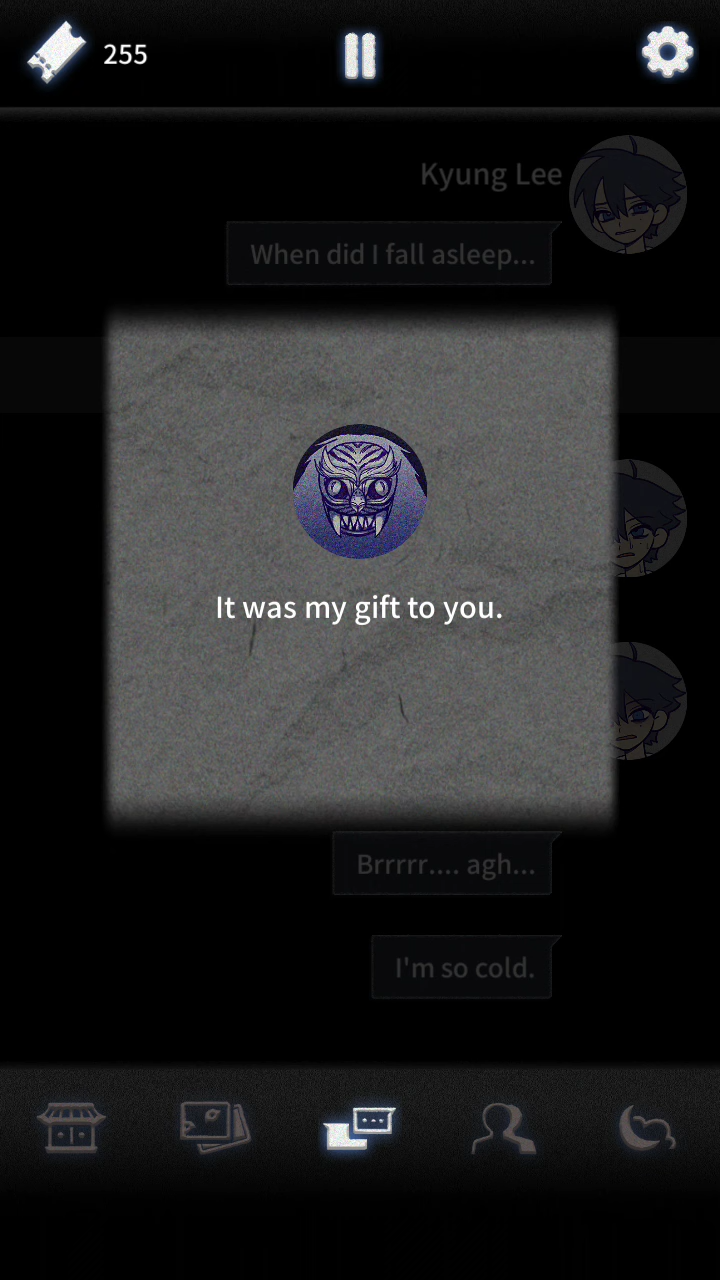 255
Kyung Lee
When did I fall asleep...
It was my gift to you.
Brrrrr.... agh...
I'm so cold.